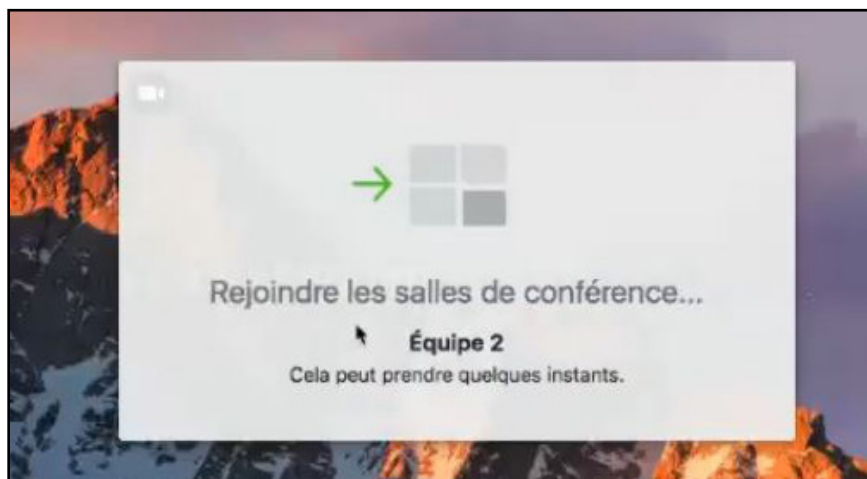 Rejoindre les salles de conférence...
Équipe 2
Cela peut prendre quelques instants.